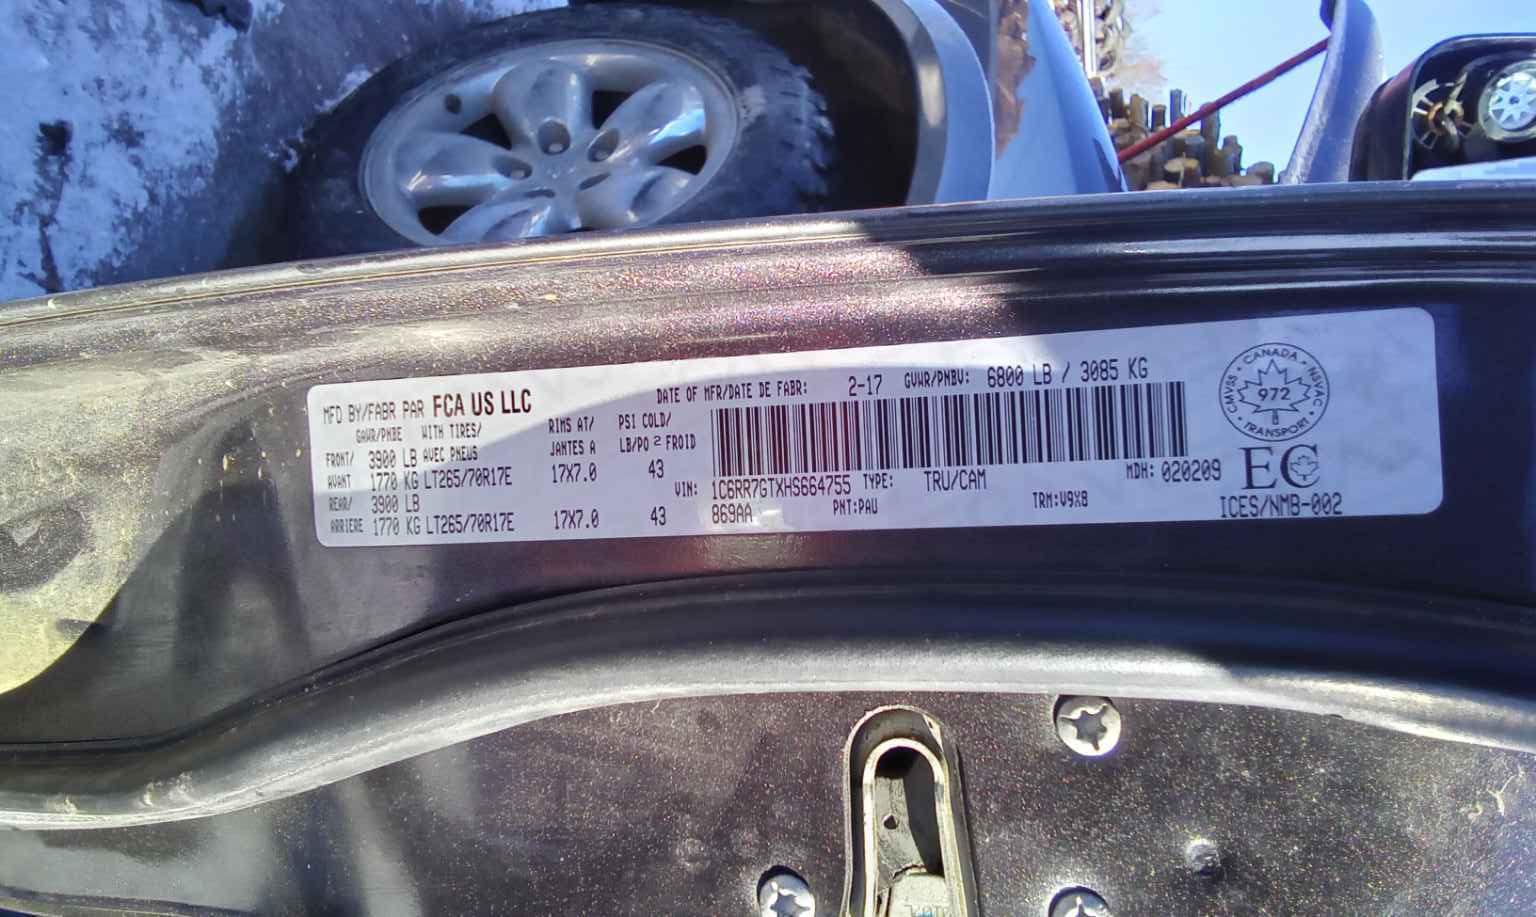 MFD BY/FABR PAR FCA US LLC
DATE OF MFR/DATE DE FABR: 2-17 GVWR/PNBV: 6800 LB / 3085 KG
GAWR/PNBE WITH TIRES/ RIMS AT/ PSI COLD/
FRONT/ 3900 LB AVEC PNEUS JANTES A LB/PO² FROID
AVANT 1770 KG LT265/70R17E 17X7.0 43
REAR/ 3900 LB
ARRIERE 1770 KG LT265/70R17E 17X7.0 43
VIN: 1C6RR7GTXHS664755 TYPE: TRU/CAM MDH: 020209
869AA PNT:PAU TRM:V9X8
CANADA • NSVAC • TRANSPORT • CMVSS •
972
EC
ICES/NMB-002